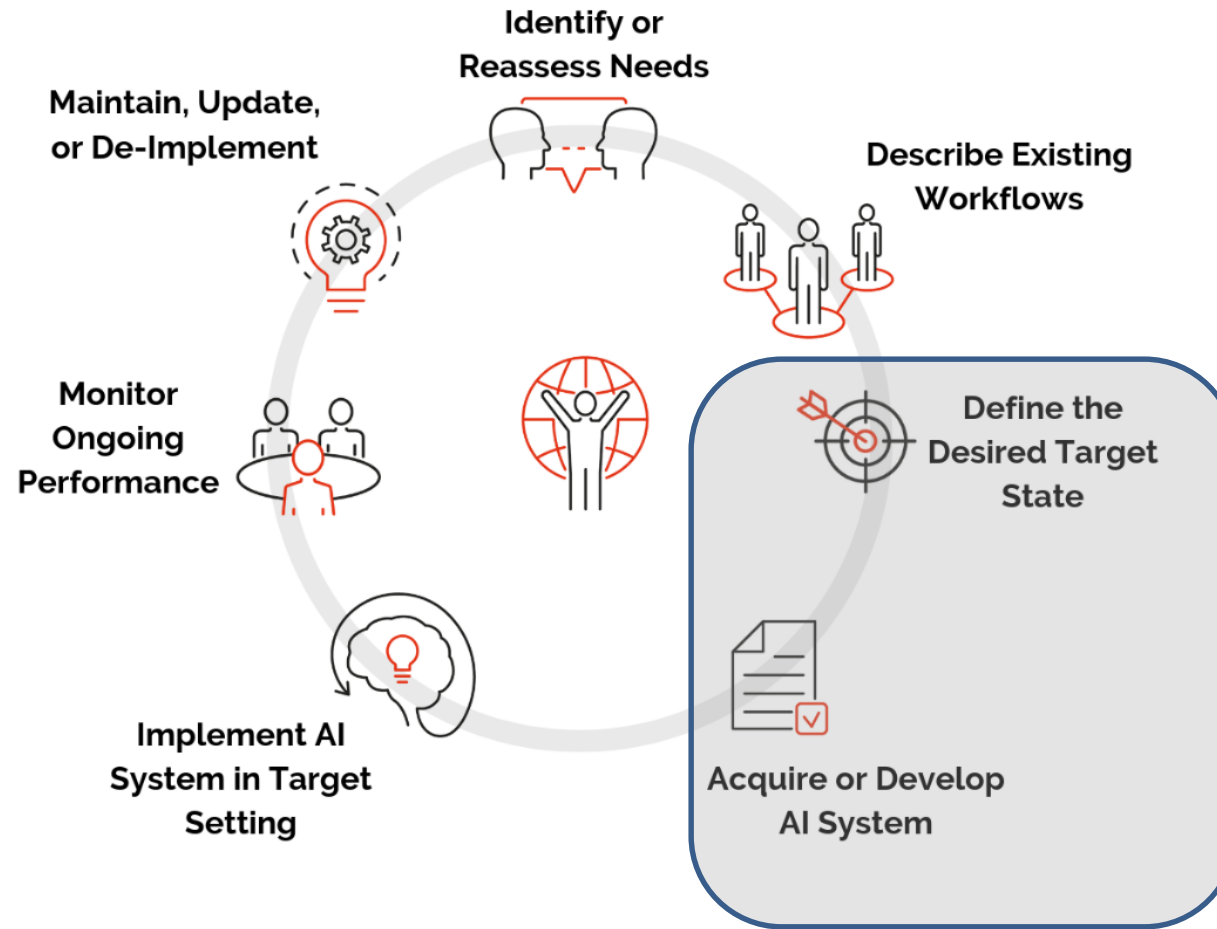 Identify or
Reassess Needs
Describe Existing
Workflows
Define the
Desired Target
State
Acquire or Develop
AI System
Implement AI
System in Target
Setting
Monitor
Ongoing
Performance
Maintain, Update,
or De-Implement